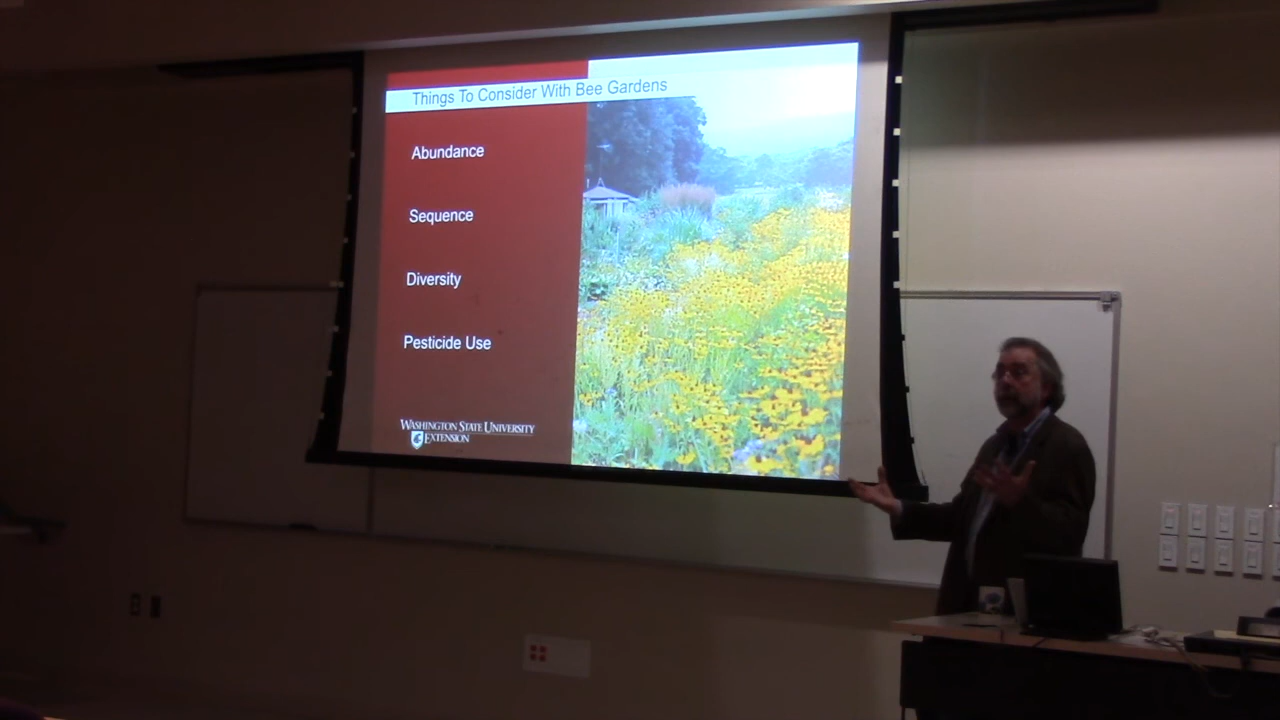 Things To Consider With Bee Gardens
Abundance
Sequence
Diversity
Pesticide Use
WASHINGTON STATE UNIVERSITY
EXTENSION